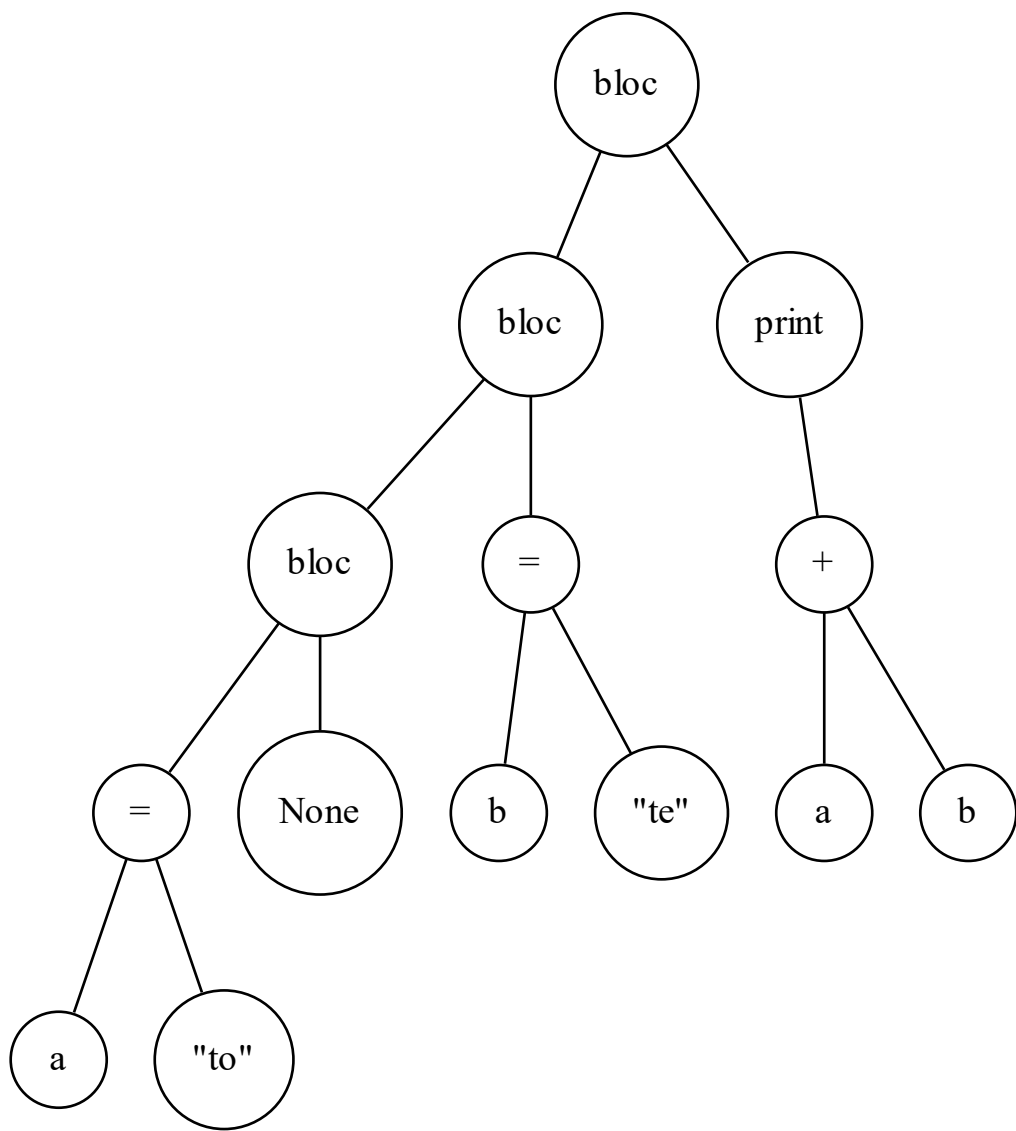 bloc
bloc
print
bloc
=
+
=
None
b
"te"
a
b
a
"to"